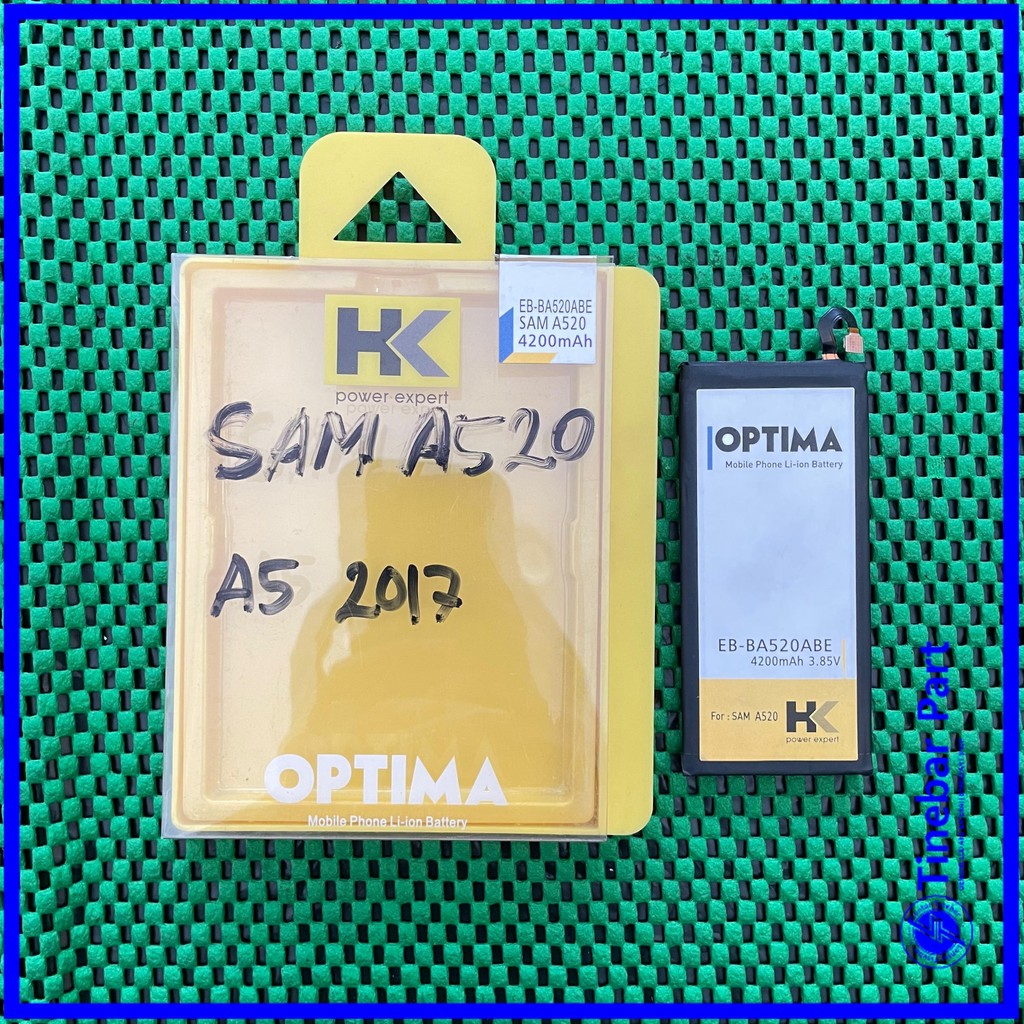 HK
power expert
EB-BA520ABE
SAM A520
4200mAh
SAM A520
A5 2017
OPTIMA
Mobile Phone Li-ion Battery
OPTIMA
Mobile Phone Li-ion Battery
EB-BA520ABE
4200mAh 3.85V
For : SAM A520
HK
power expert
Tinebar Part